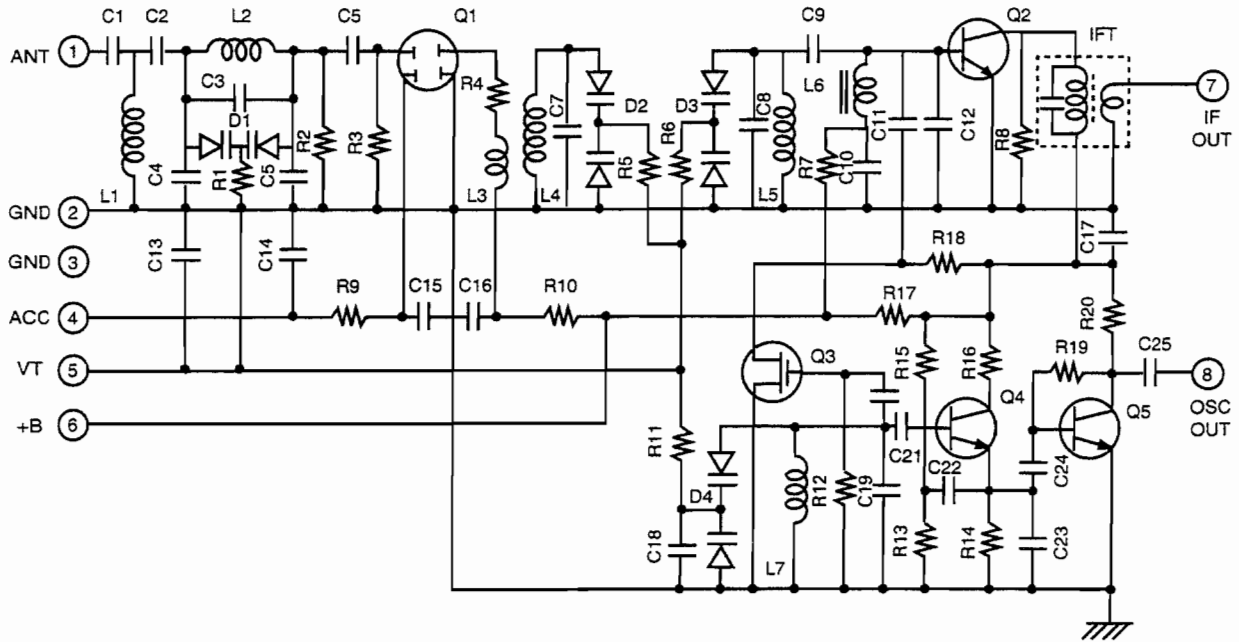 C1 C2 L2 C5 Q1 C9 Q2 IFT
ANT 1
C3
D1
R4
C7
D2
D3
C8
L6
R2
R3
R5
R6
C11
C12
R8
7
IF
OUT
C4
R1
C5
R7
C10
L1
L3
L4
L5
GND 2
C13
C14
C17
GND 3
R18
R9 C15 C16 R10
R17
ACC 4
R20
VT 5
Q3
R15
R16
R19
C25
8
OSC
OUT
+B 6
Q4
Q5
R11
C21
D4
R12
C19
C22
C24
C18
R13
R14
C23
L7